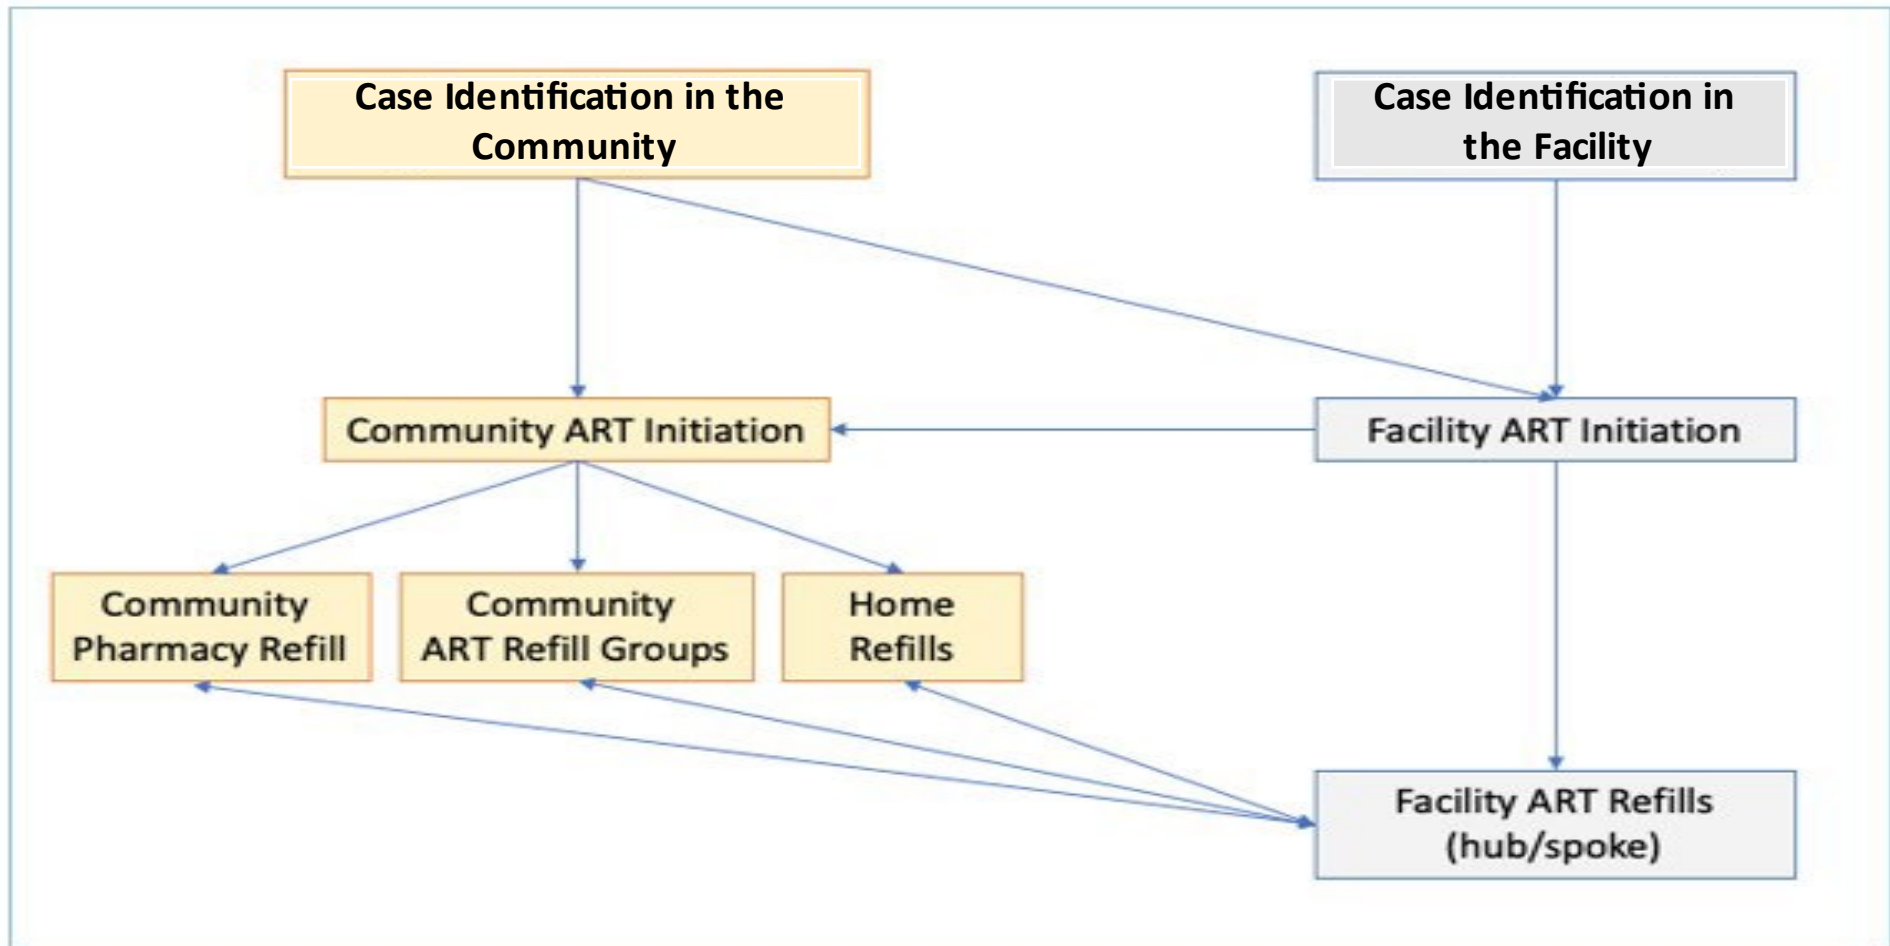 Case Identification in the
Community
Case Identification in
the Facility
Community ART Initiation
Facility ART Initiation
Community
Pharmacy Refill
Community
ART Refill Groups
Home
Refills
Facility ART Refills
(hub/spoke)